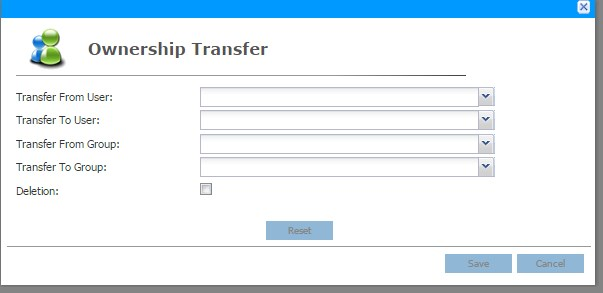 Ownership Transfer
Transfer From User:
Transfer To User:
Transfer From Group:
Transfer To Group:
Deletion:
Reset
Save Cancel